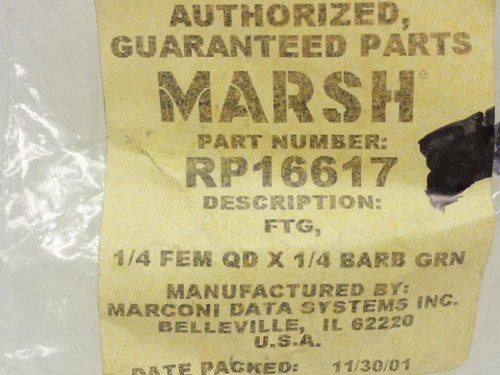 AUTHORIZED,
GUARANTEED PARTS
MARSH®
PART NUMBER:
RP16617
DESCRIPTION:
FTG,
1/4 FEM QD X 1/4 BARB GRN
MANUFACTURED BY:
MARCONI DATA SYSTEMS INC.
BELLEVILLE, IL 62220
U.S.A.
DATE PACKED: 11/30/01